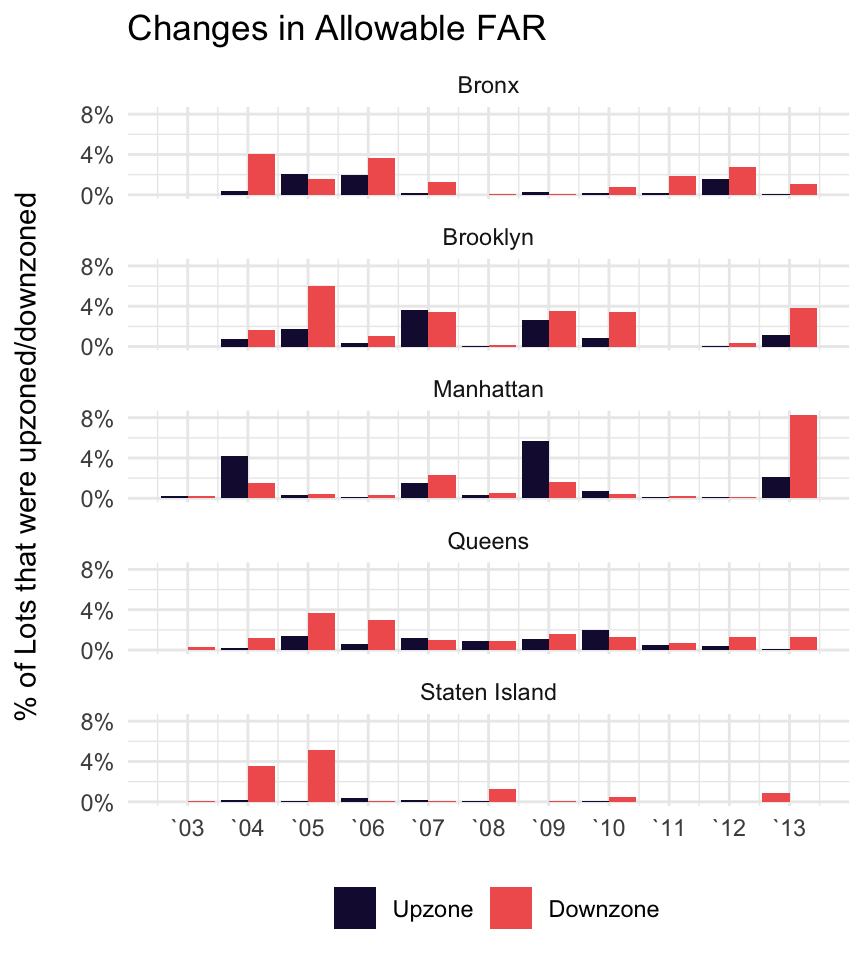 Changes in Allowable FAR
% of Lots that were upzoned/downzoned
Bronx
8%
4%
0%
Brooklyn
8%
4%
0%
Manhattan
8%
4%
0%
Queens
8%
4%
0%
Staten Island
8%
4%
0%
`03 `04 `05 `06 `07 `08 `09 `10 `11 `12 `13
Upzone Downzone